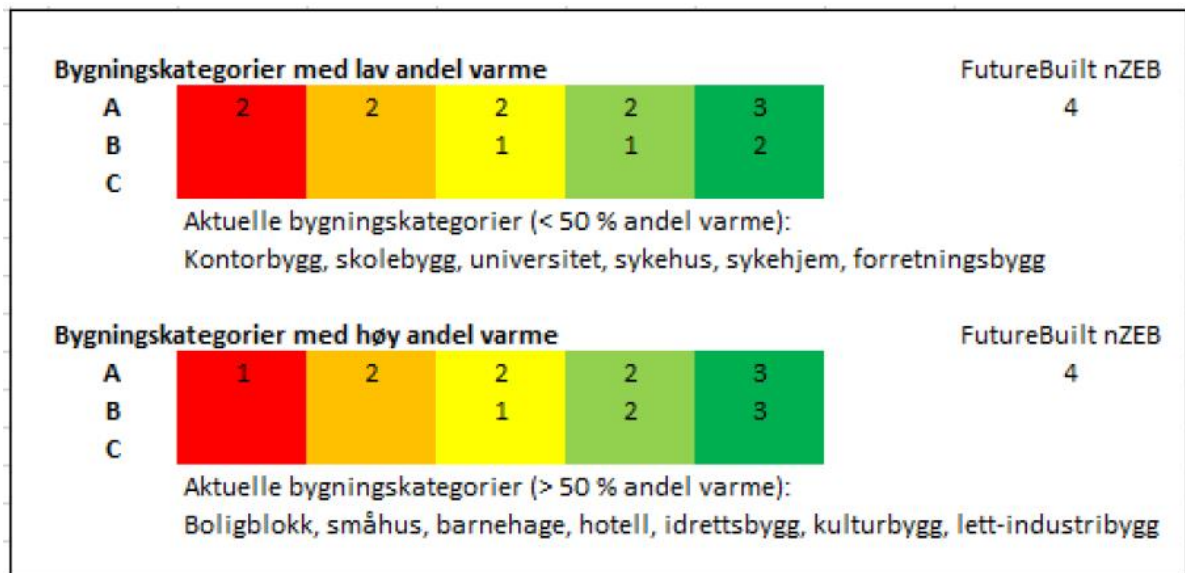 Bygningskategorier med lav andel varme FutureBuilt nZEB
A 2 2 2 2 3 4
B 1 1 2
C
Aktuelle bygningskategorier (< 50 % andel varme):
Kontorbygg, skolebygg, universitet, sykehus, sykehjem, forretningsbygg
Bygningskategorier med høy andel varme FutureBuilt nZEB
A 1 2 2 2 3 4
B 1 2 3
C
Aktuelle bygningskategorier (> 50 % andel varme):
Boligblokk, småhus, barnehage, hotell, idrettsbygg, kulturbygg, lett-industribygg